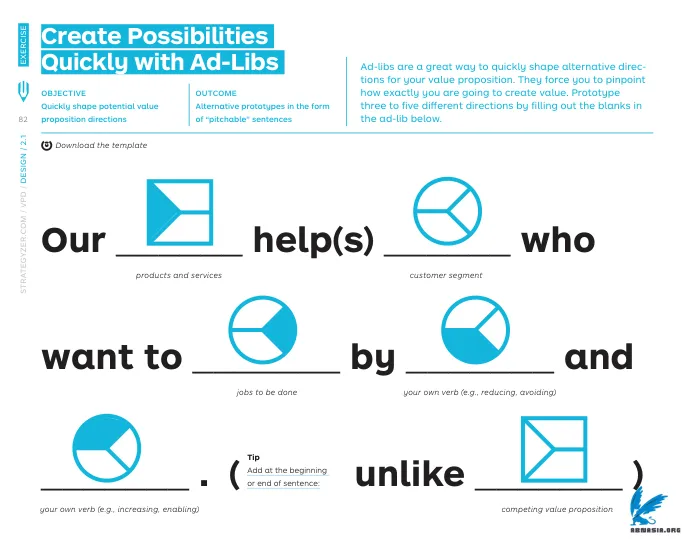 EXERCISE
Create Possibilities
Quickly with Ad-Libs
OBJECTIVE
Quickly shape potential value
proposition directions
OUTCOME
Alternative prototypes in the form
of “pitchable” sentences
Ad-libs are a great way to quickly shape alternative direc-
tions for your value proposition. They force you to pinpoint
how exactly you are going to create value. Prototype
three to five different directions by filling out the blanks in
the ad-lib below.
82
STRATEGYZER.COM / VPD / DESIGN / 2.1
Download the template
Our ________ help(s) ________ who
products and services
customer segment
want to ________ by ________ and
jobs to be done
your own verb (e.g., reducing, avoiding)
________ . ( Tip
Add at the beginning
or end of sentence:
unlike ________ )
your own verb (e.g., increasing, enabling)
competing value proposition
ABNASIA.ORG